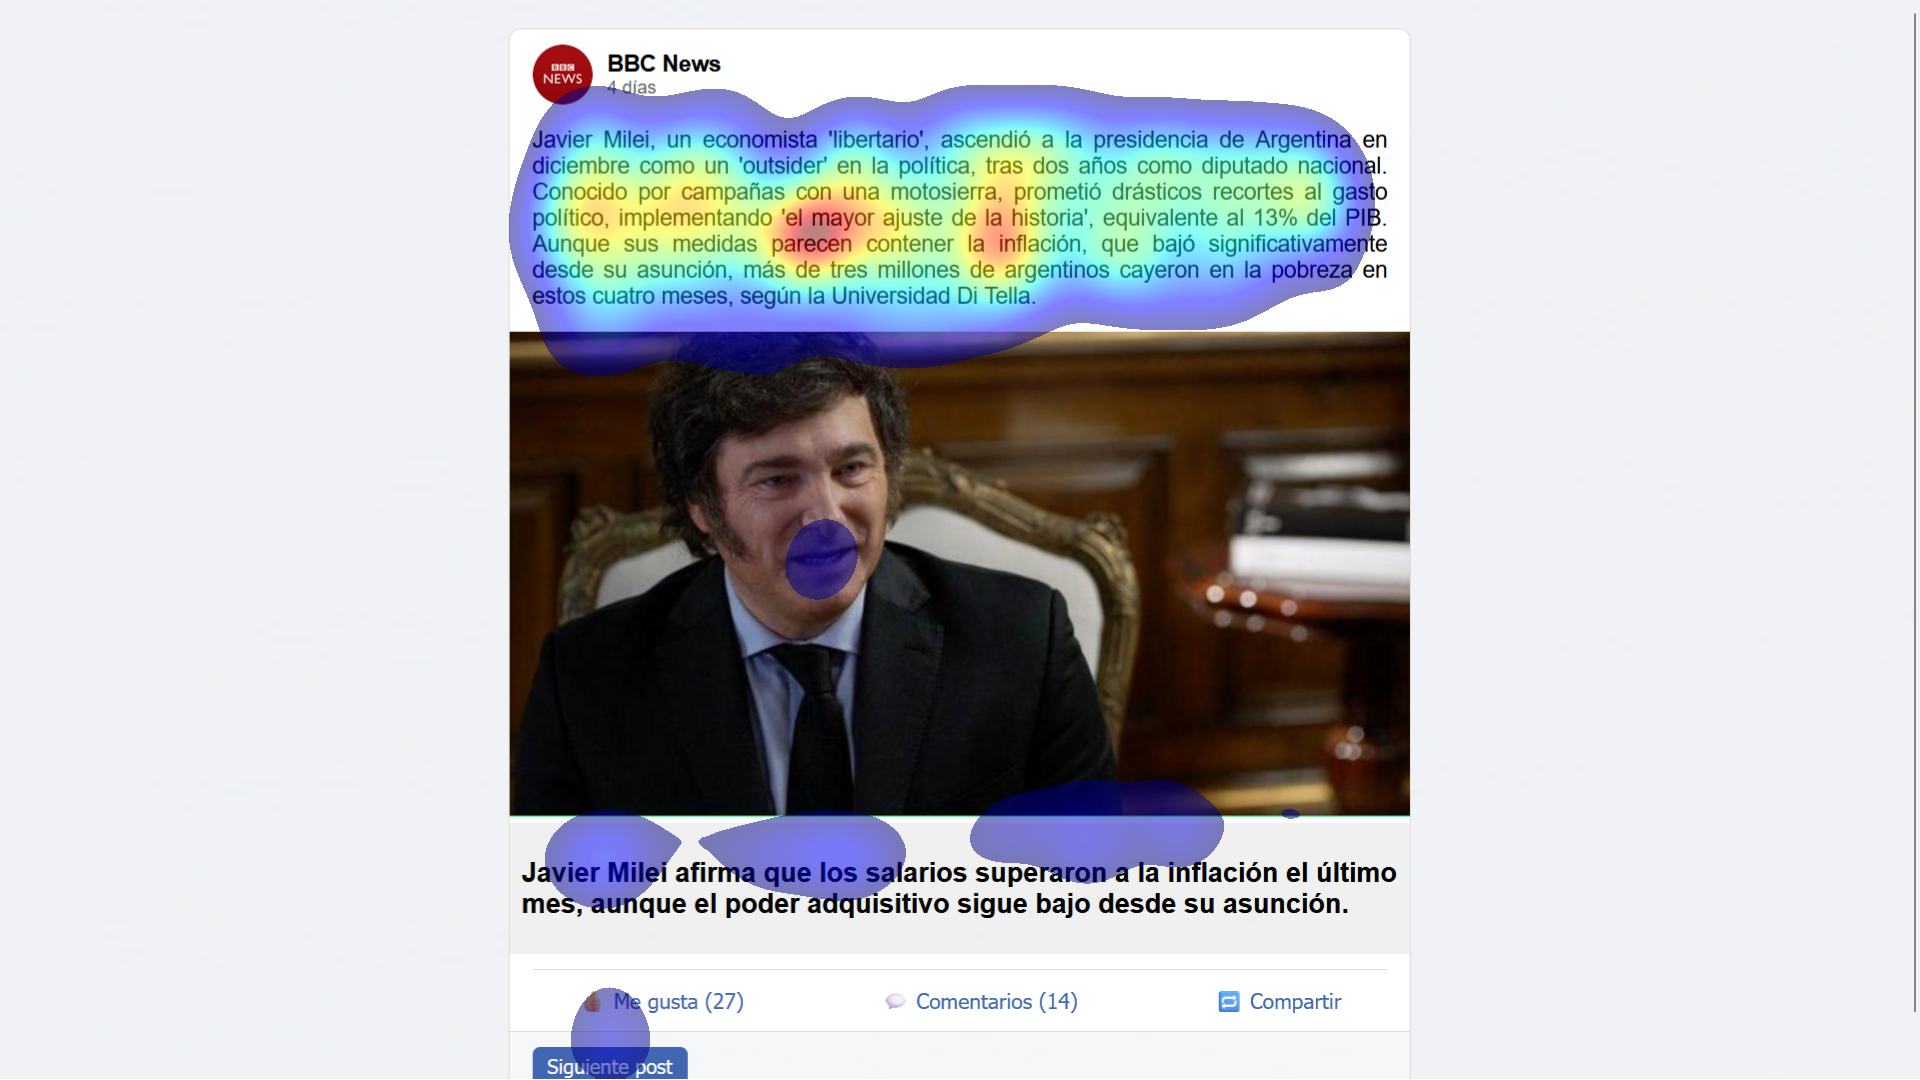 BBC
NEWS
BBC News
4 días
Javier Milei, un economista 'libertario', ascendió a la presidencia de Argentina en
diciembre como un 'outsider' en la política, tras dos años como diputado nacional.
Conocido por campañas con una motosierra, prometió drásticos recortes al gasto
político, implementando 'el mayor ajuste de la historia', equivalente al 13% del PIB.
Aunque sus medidas parecen contener la inflación, que bajó significativamente
desde su asunción, más de tres millones de argentinos cayeron en la pobreza en
estos cuatro meses, según la Universidad Di Tella.
Javier Milei afirma que los salarios superaron a la inflación el último
mes, aunque el poder adquisitivo sigue bajo desde su asunción.
Me gusta (27)
Comentarios (14)
Compartir
Siguiente post